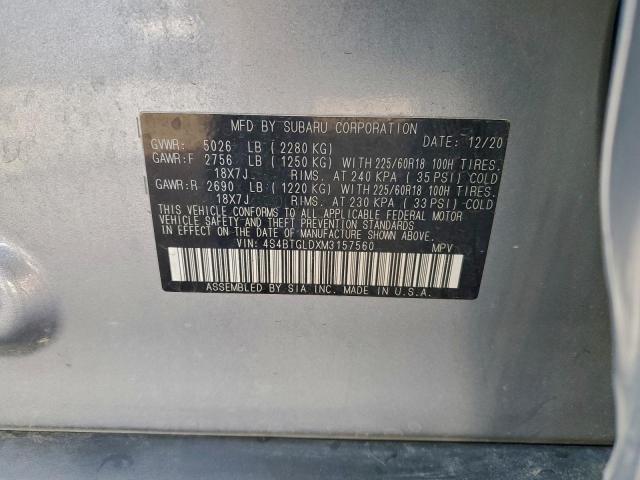 MFD BY SUBARU CORPORATION
DATE: 12/20
GVWR: 5026 LB (2280 KG)
GAWR:F 2756 LB (1250 KG) WITH 225/60R18 100H TIRES,
18X7J RIMS, AT 240 KPA (35 PSI) COLD
GAWR:R 2690 LB (1220 KG) WITH 225/60R18 100H TIRES,
18X7J RIMS, AT 230 KPA (33 PSI) COLD
THIS VEHICLE CONFORMS TO ALL APPLICABLE FEDERAL MOTOR
VEHICLE SAFETY AND THEFT PREVENTION STANDARDS
IN EFFECT ON THE DATE OF MANUFACTURE SHOWN ABOVE.
VIN: 4S4BTGLDXM3157560 MPV
ASSEMBLED BY SIA INC. MADE IN U.S.A.